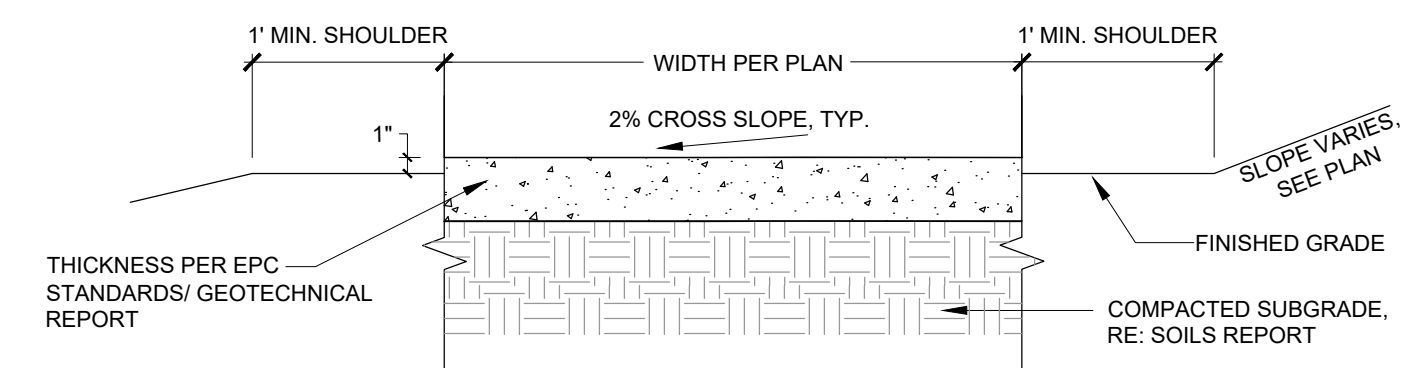 1' MIN. SHOULDER
WIDTH PER PLAN
1' MIN. SHOULDER
2% CROSS SLOPE, TYP.
1"
SLOPE VARIES,
SEE PLAN
FINISHED GRADE
THICKNESS PER EPC
STANDARDS/ GEOTECHNICAL
REPORT
COMPACTED SUBGRADE,
RE: SOILS REPORT